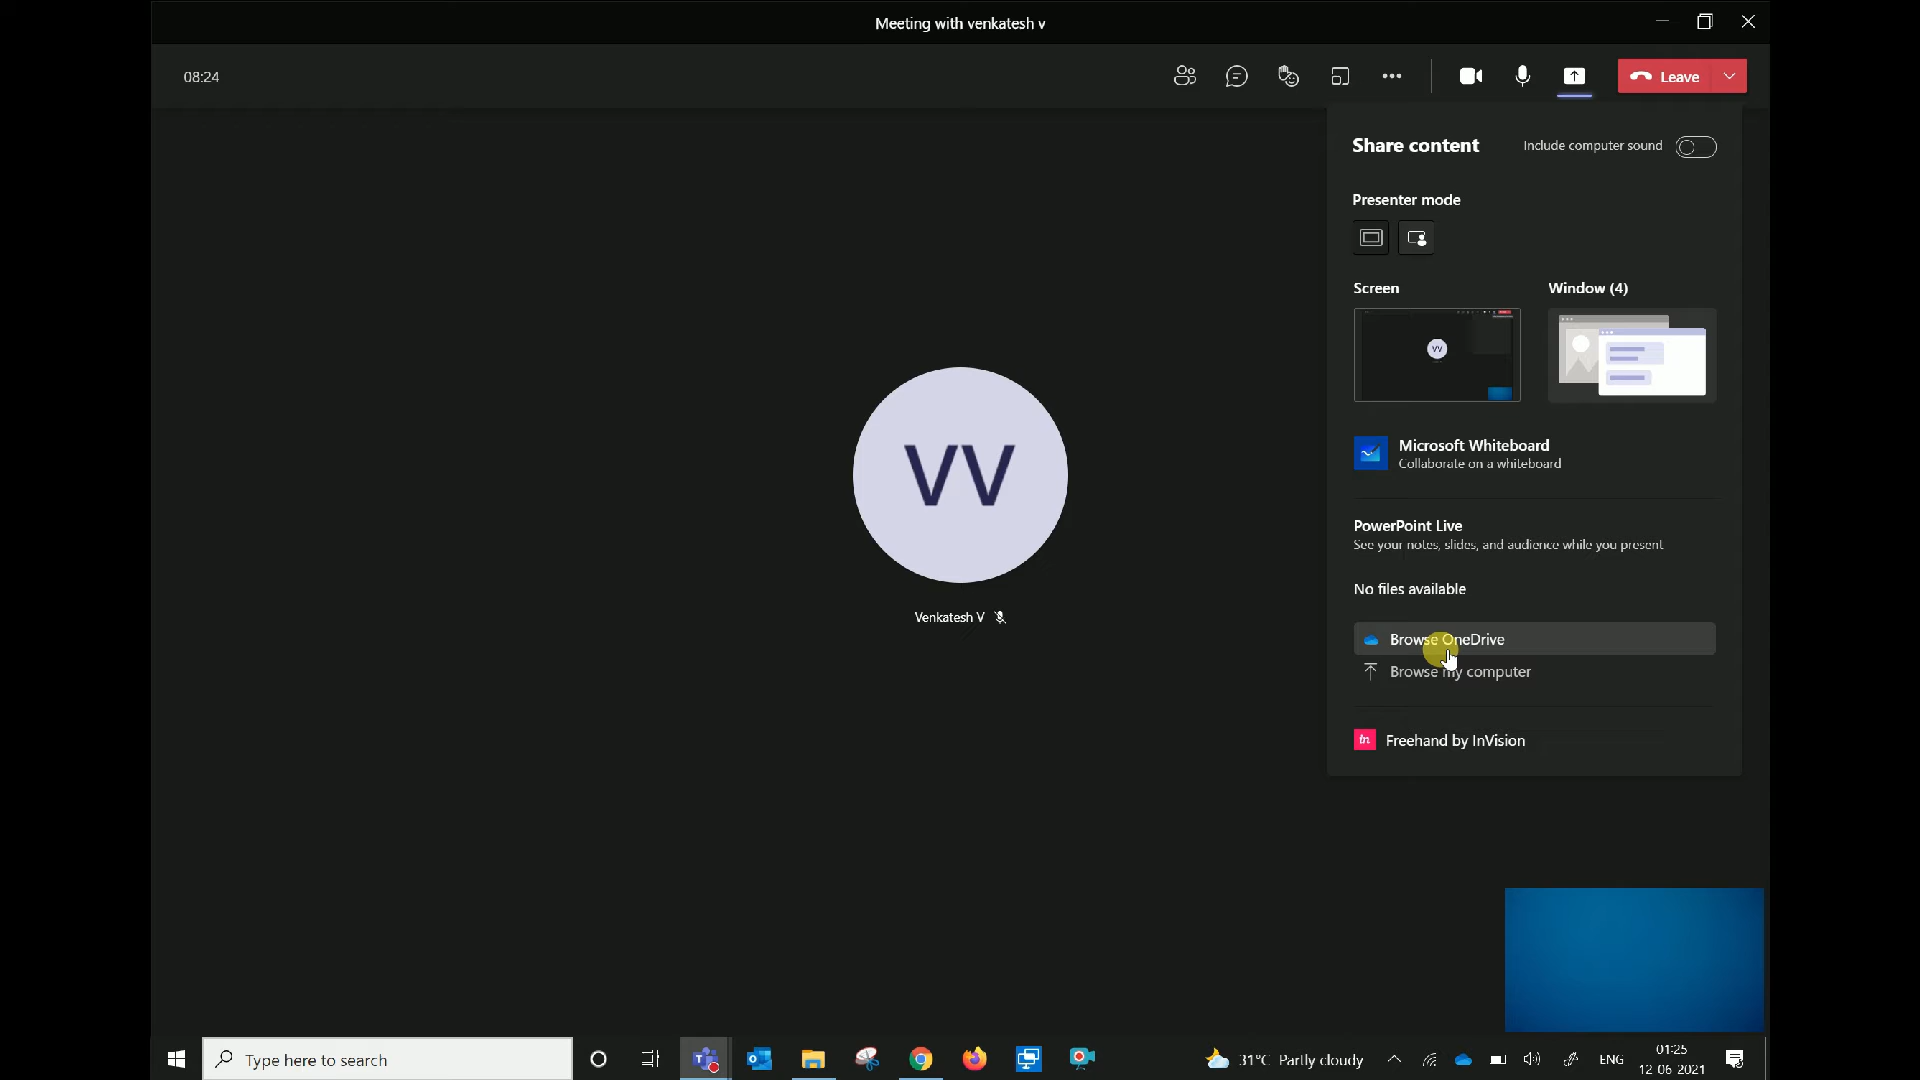 Meeting with venkatesh v
08:24
Leave
Share content
Include computer sound
Presenter mode
Screen
Window (4)
VV
Microsoft Whiteboard
Collaborate on a whiteboard
VV
PowerPoint Live
See your notes, slides, and audience while you present
No files available
Venkatesh V
Browse OneDrive
Browse my computer
in Freehand by InVision
Type here to search
31°C Partly cloudy
ENG
01:25
12-06-2021